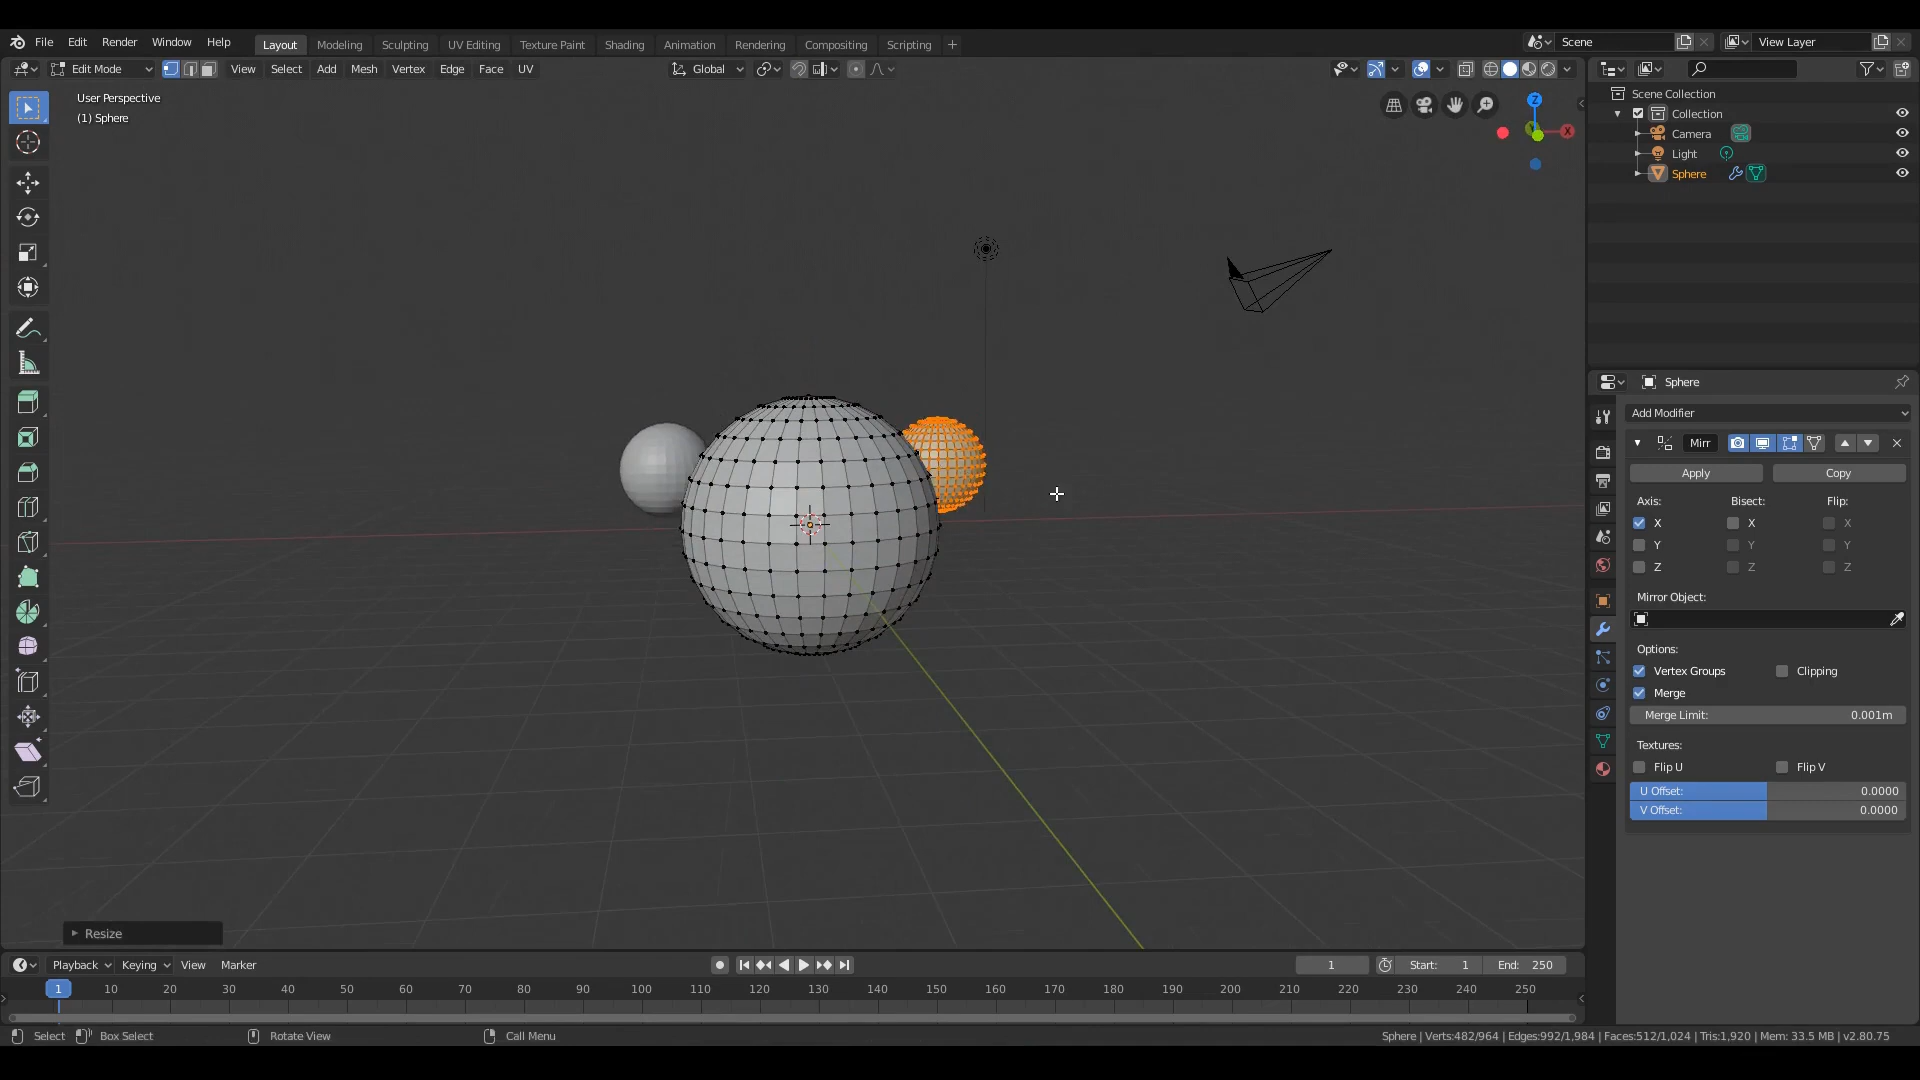 File Edit Render Window Help
Layout Modeling Sculpting UV Editing Texture Paint Shading Animation Rendering Compositing Scripting +
Scene
View Layer
Edit Mode
View Select Add Mesh Vertex Edge Face UV
Global
User Perspective
(1) Sphere
Z
X
Scene Collection
Collection
Camera
Light
Sphere
Sphere
Add Modifier
Mirr
Apply Copy
Axis: Bisect: Flip:
X X X
Y Y Y
Z Z Z
Mirror Object:
Options:
Vertex Groups Clipping
Merge
Merge Limit: 0.001m
Textures:
Flip U Flip V
U Offset: 0.0000
V Offset: 0.0000
Resize
Playback Keying View Marker
1 Start: 1 End: 250
1 10 20 30 40 50 60 70 80 90 100 110 120 130 140 150 160 170 180 190 200 210 220 230 240 250
Select Box Select Rotate View Call Menu
Sphere | Verts:482/964 | Edges:992/1,984 | Faces:512/1,024 | Tris:1,920 | Mem: 33.5 MB | v2.80.75